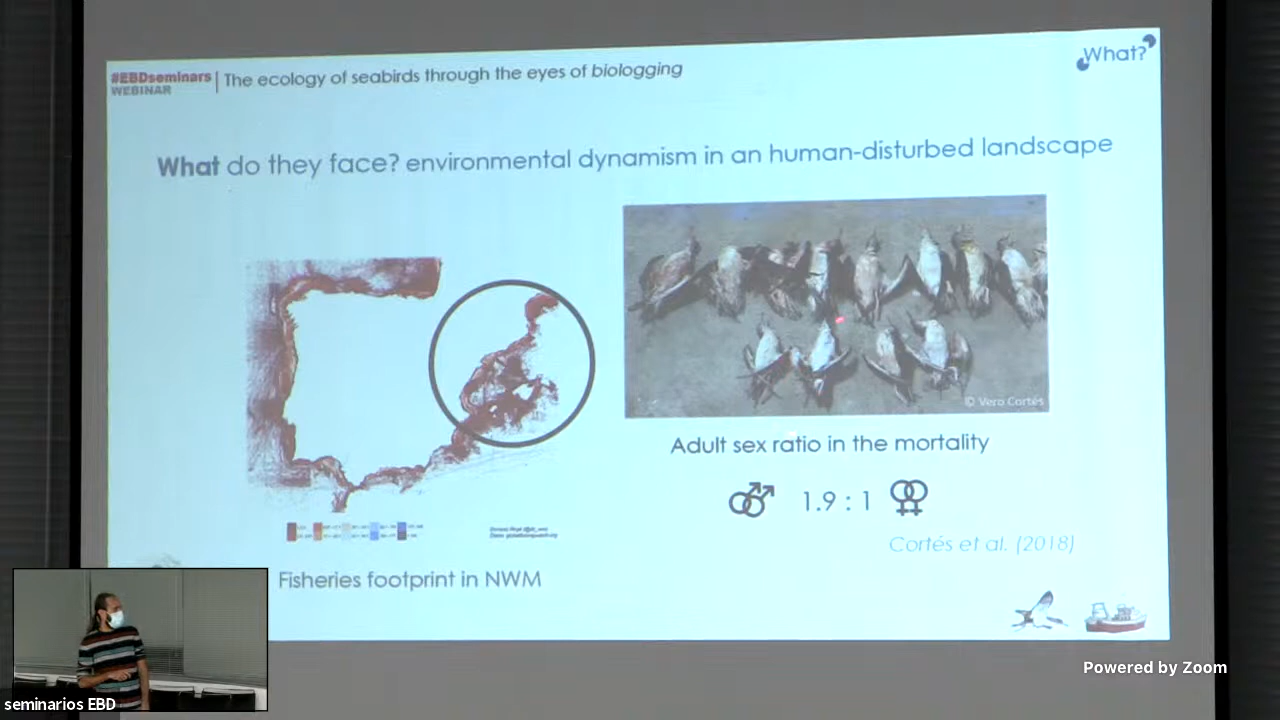 #EBDseminars
WEBINAR
The ecology of seabirds through the eyes of biologging
What?
What do they face? environmental dynamism in an human-disturbed landscape
© Vero Cortés
Adult sex ratio in the mortality
1.9 : 1
Cortés et al. (2018)
Fisheries footprint in NWM
Powered by Zoom
seminarios EBD